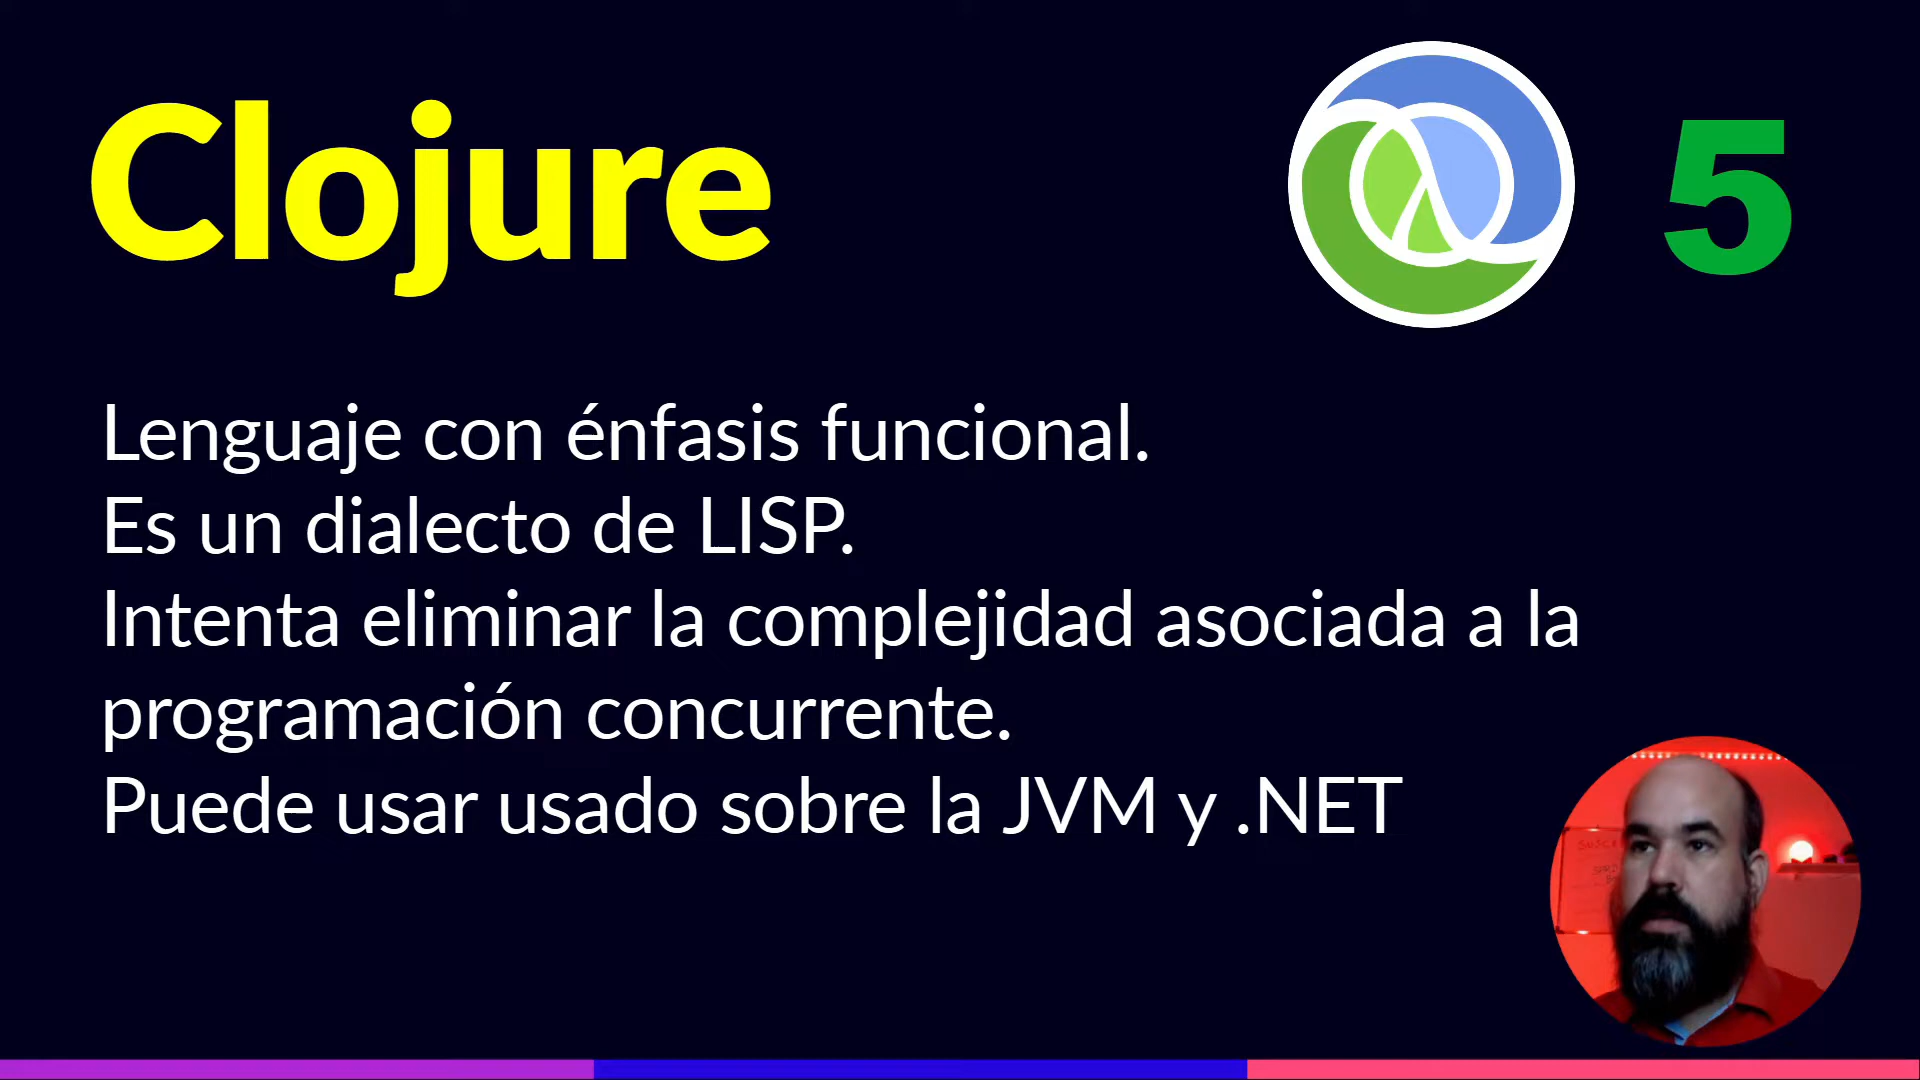 Clojure
5
Lenguaje con énfasis funcional.
Es un dialecto de LISP.
Intenta eliminar la complejidad asociada a la
programación concurrente.
Puede usar usado sobre la JVM y .NET